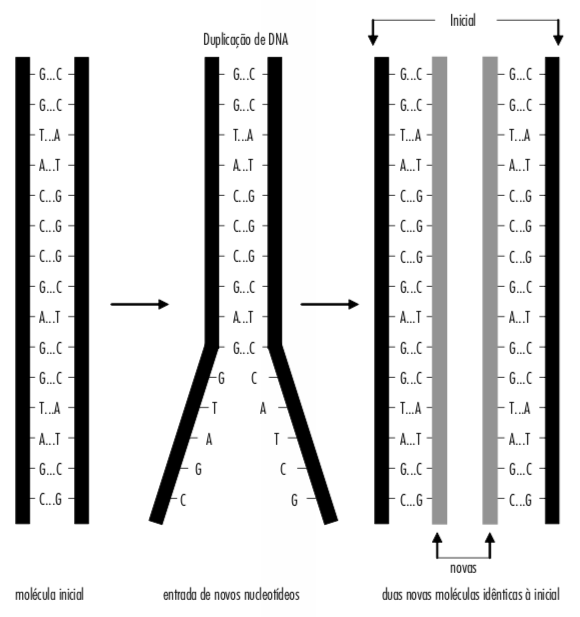 Inicial
Duplicação de DNA
G...C G...C G...C G...C
G...C G...C G...C G...C
T...A T...A T...A T...A
A...T A...T A...T A...T
C...G C...G C...G C...G
C...G C...G C...G C...G
C...G C...G C...G C...G
G...C G...C G...C G...C
A...T A...T A...T A...T
G...C G...C G...C G...C
G...C G C G...C G...C
T...A T A T...A T...A
A...T A T A...T A...T
G...C G C G...C G...C
C...G C G C...G C...G
novas
molécula inicial
entrada de novos nucleotídeos
duas novas moléculas idênticas à inicial